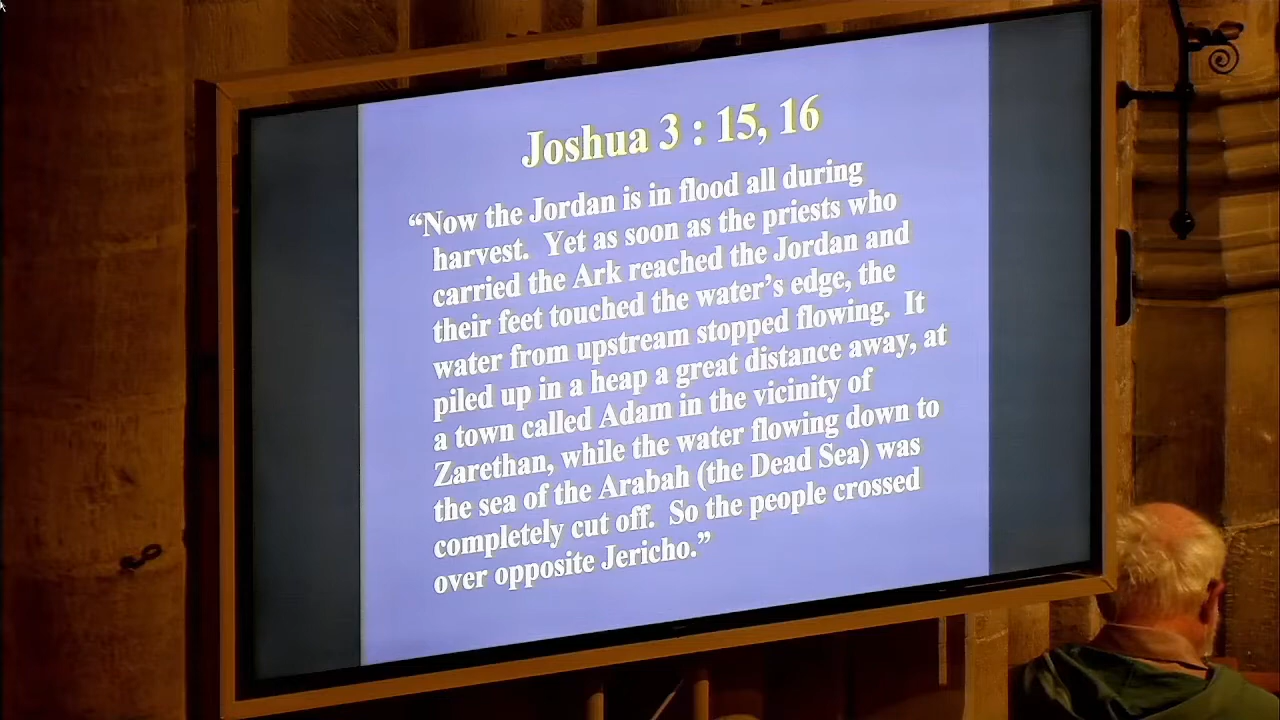 Joshua 3 : 15, 16
“Now the Jordan is in flood all during
harvest.  Yet as soon as the priests who
carried the Ark reached the Jordan and
their feet touched the water’s edge, the
water from upstream stopped flowing.  It
piled up in a heap a great distance away, at
a town called Adam in the vicinity of
Zarethan, while the water flowing down to
the sea of the Arabah (the Dead Sea) was
completely cut off.  So the people crossed
over opposite Jericho.”